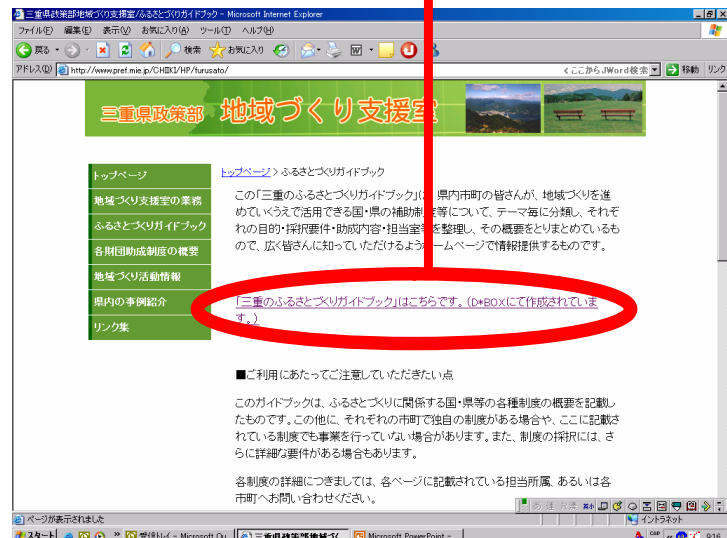 三重県政策部地域づくり支援室/ふるさとづくりガイドブック - Microsoft Internet Explorer
ファイル(F) 編集(E) 表示(V) お気に入り(A) ツール(T) ヘルプ(H)
戻る 検索 お気に入り
アドレス(D) http://www.pref.mie.jp/CHIIKI/HP/furusato/ <ここからJWord検索 移動 リンク
三重県政策部 地域づくり支援室
トップページ
地域づくり支援室の業務
ふるさとづくりガイドブック
各財団助成制度の概要
地域づくり活動情報
県内の事例紹介
リンク集
トップページ > ふるさとづくりガイドブック
この「三重のふるさとづくりガイドブック」は、県内市町の皆さんが、地域づくりを進
めていくうえで活用できる国・県の補助制度等について、テーマ毎に分類し、それぞ
れの目的・採択要件・助成内容・担当室等を整理し、その概要をとりまとめているも
ので、広く皆さんに知っていただけるようホームページで情報提供するものです。
「三重のふるさとづくりガイドブック」はこちらです。(D*BOXにて作成されていま
す。)
■ご利用にあたってご注意していただきたい点
このガイドブックは、ふるさとづくりに関係する国・県等の各種制度の概要を記載し
たものです。この他に、それぞれの市町で独自の制度がある場合や、ここに記載さ
れている制度でも事業を行っていない場合があります。また、制度の採択には、さ
らに詳細な要件がある場合もあります。
各制度の詳細につきましては、各ページに記載されている担当所属、あるいは各
市町へお問い合わせください。
ページが表示されました イントラネット
スタート 受信トレイ - Microsoft Ou... 三重県政策部地域づく... Microsoft PowerPoint - ... 9:16